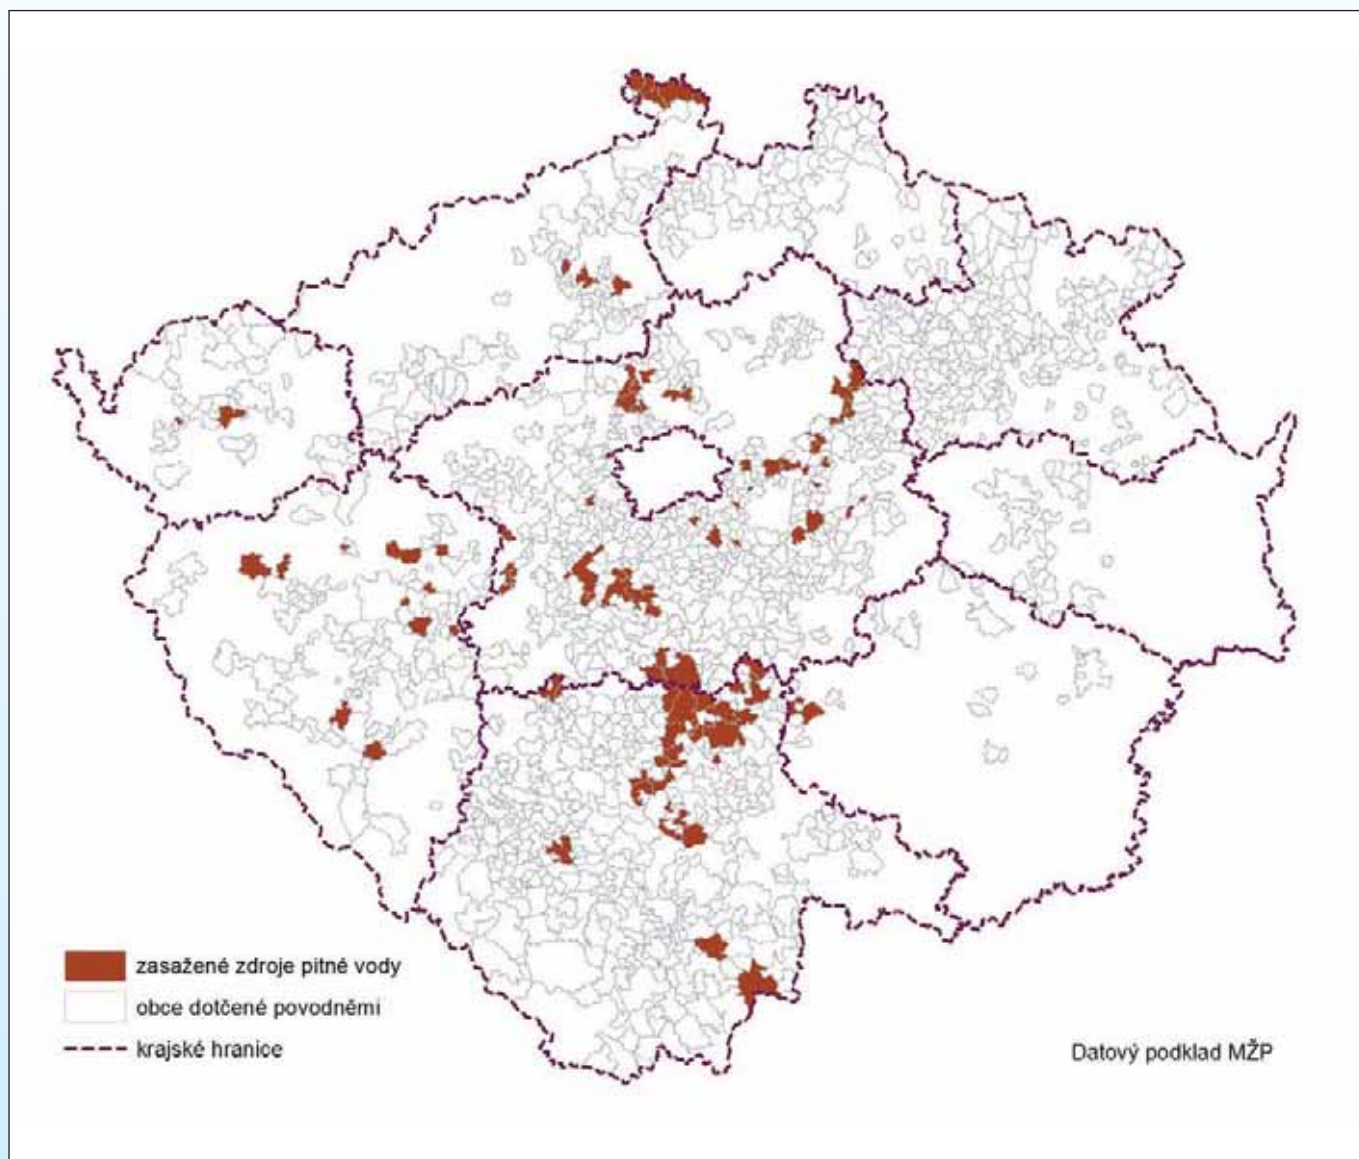 zasažené zdroje pitné vody
obce dotčené povodněmi
krajské hranice
Datový podklad MŽP